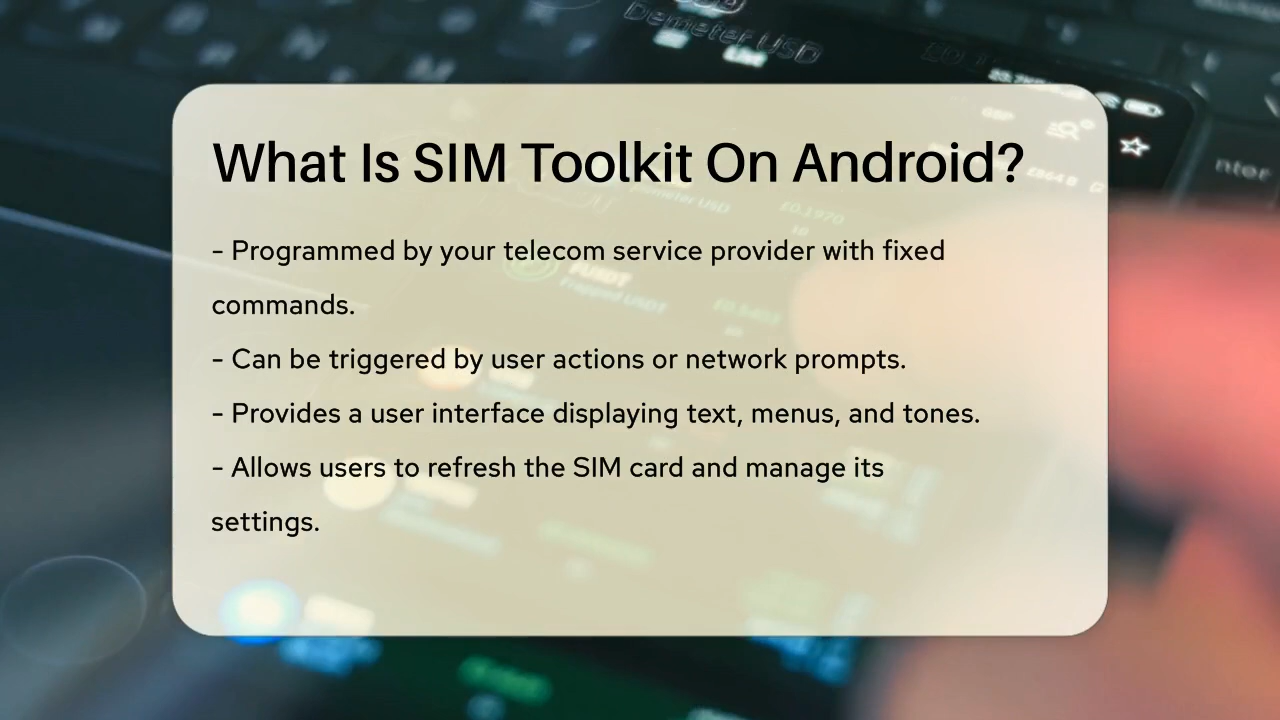 Demeter USD
What Is SIM Toolkit On Android?
- Programmed by your telecom service provider with fixed
commands.
- Can be triggered by user actions or network prompts.
- Provides a user interface displaying text, menus, and tones.
- Allows users to refresh the SIM card and manage its
settings.